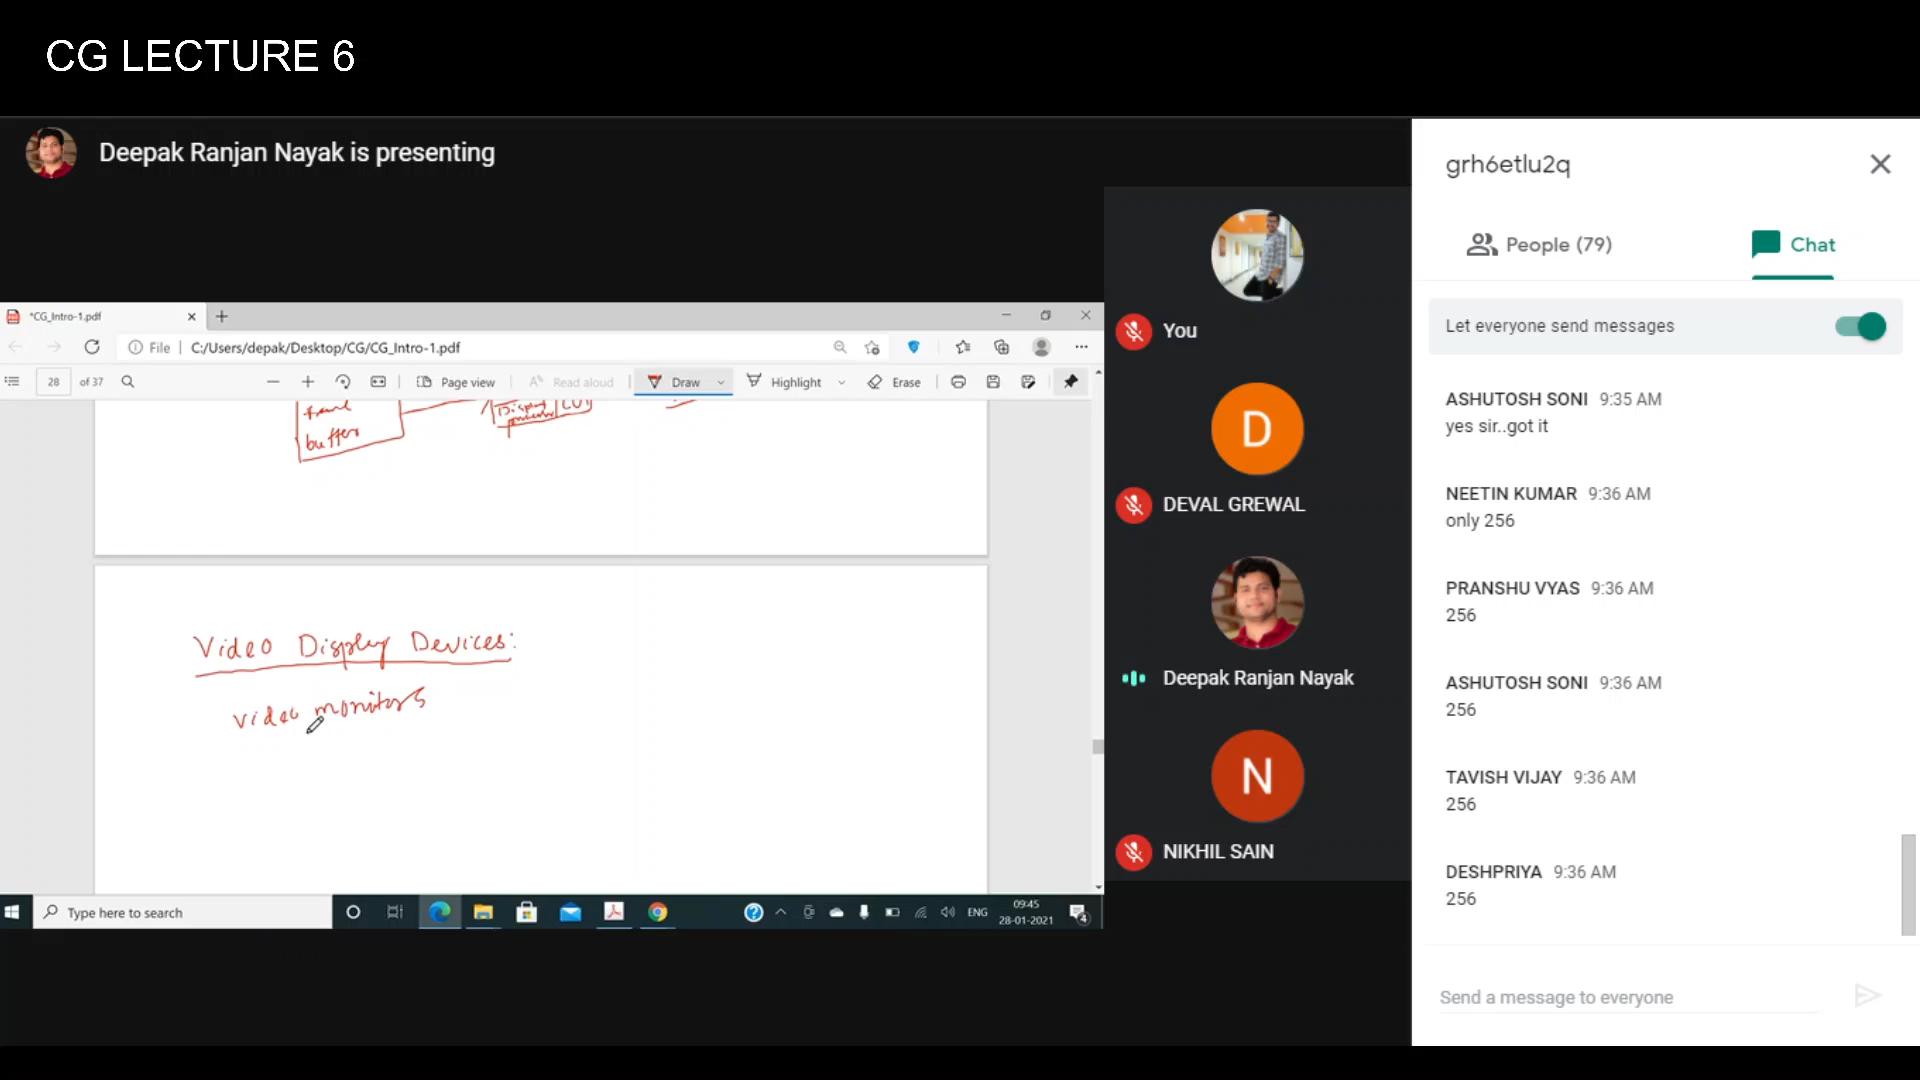 CG LECTURE 6
Deepak Ranjan Nayak is presenting
*CG_Intro-1.pdf
File | C:/Users/depak/Desktop/CG/CG_Intro-1.pdf
28 of 37
Page view
Read aloud
Draw
Highlight
Erase
buffer
Display
Video Display Devices:
video monitors
Type here to search
ENG
09:45
28-01-2021
4
You
D
DEVAL GREWAL
Deepak Ranjan Nayak
N
NIKHIL SAIN
grh6etlu2q
People (79)
Chat
Let everyone send messages
ASHUTOSH SONI 9:35 AM
yes sir..got it
NEETIN KUMAR 9:36 AM
only 256
PRANSHU VYAS 9:36 AM
256
ASHUTOSH SONI 9:36 AM
256
TAVISH VIJAY 9:36 AM
256
DESHPRIYA 9:36 AM
256
Send a message to everyone